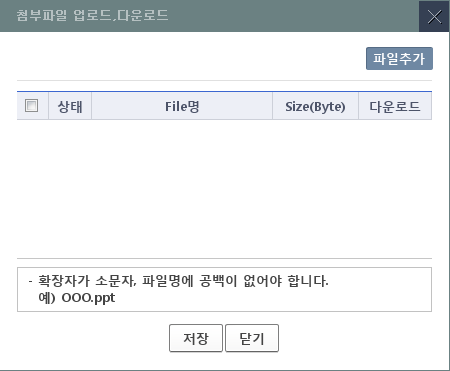 첨부파일 업로드,다운로드
파일추가
상태 File명 Size(Byte) 다운로드
- 확장자가 소문자, 파일명에 공백이 없어야 합니다.
예) OOO.ppt
저장 닫기